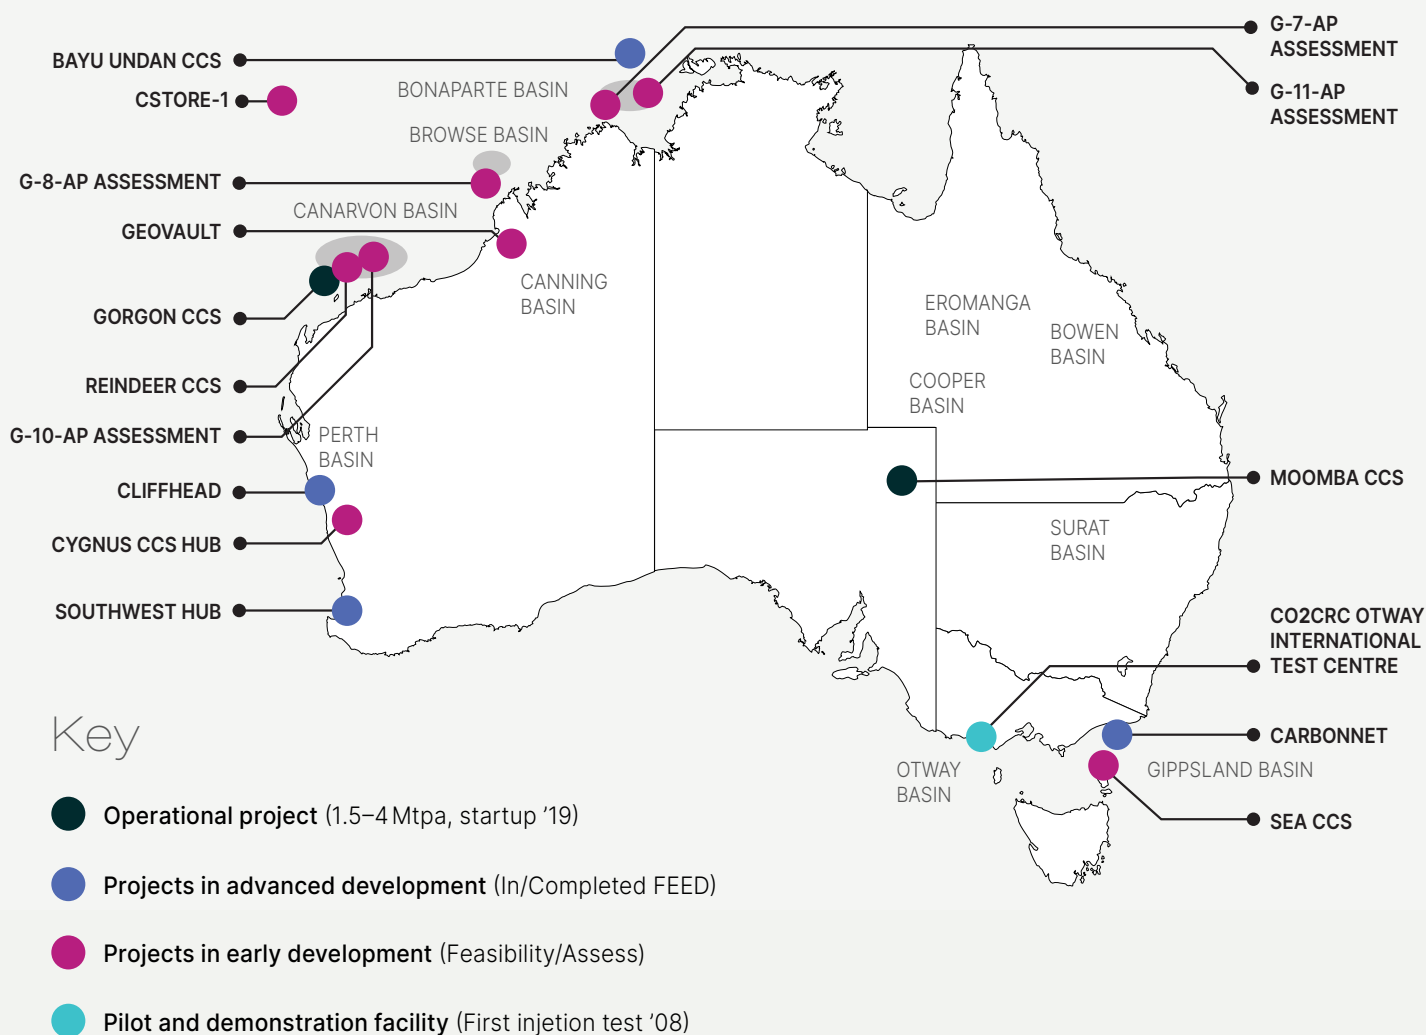 BAYU UNDAN CCS
CSTORE-1
G-8-AP ASSESSMENT
GEOVAULT
GORGON CCS
REINDEER CCS
G-10-AP ASSESSMENT
CLIFFHEAD
CYGNUS CCS HUB
SOUTHWEST HUB
BONAPARTE BASIN
BROWSE BASIN
CANARVON BASIN
CANNING
BASIN
PERTH
BASIN
EROMANGA
BASIN
BOWEN
BASIN
COOPER
BASIN
SURAT
BASIN
OTWAY
BASIN
GIPPSLAND BASIN
G-7-AP
ASSESSMENT
G-11-AP
ASSESSMENT
MOOMBA CCS
CO2CRC OTWAY
INTERNATIONAL
TEST CENTRE
CARBONNET
SEA CCS
Key
Operational project (1.5–4 Mtpa, startup ’19)
Projects in advanced development (In/Completed FEED)
Projects in early development (Feasibility/Assess)
Pilot and demonstration facility (First injetion test ’08)